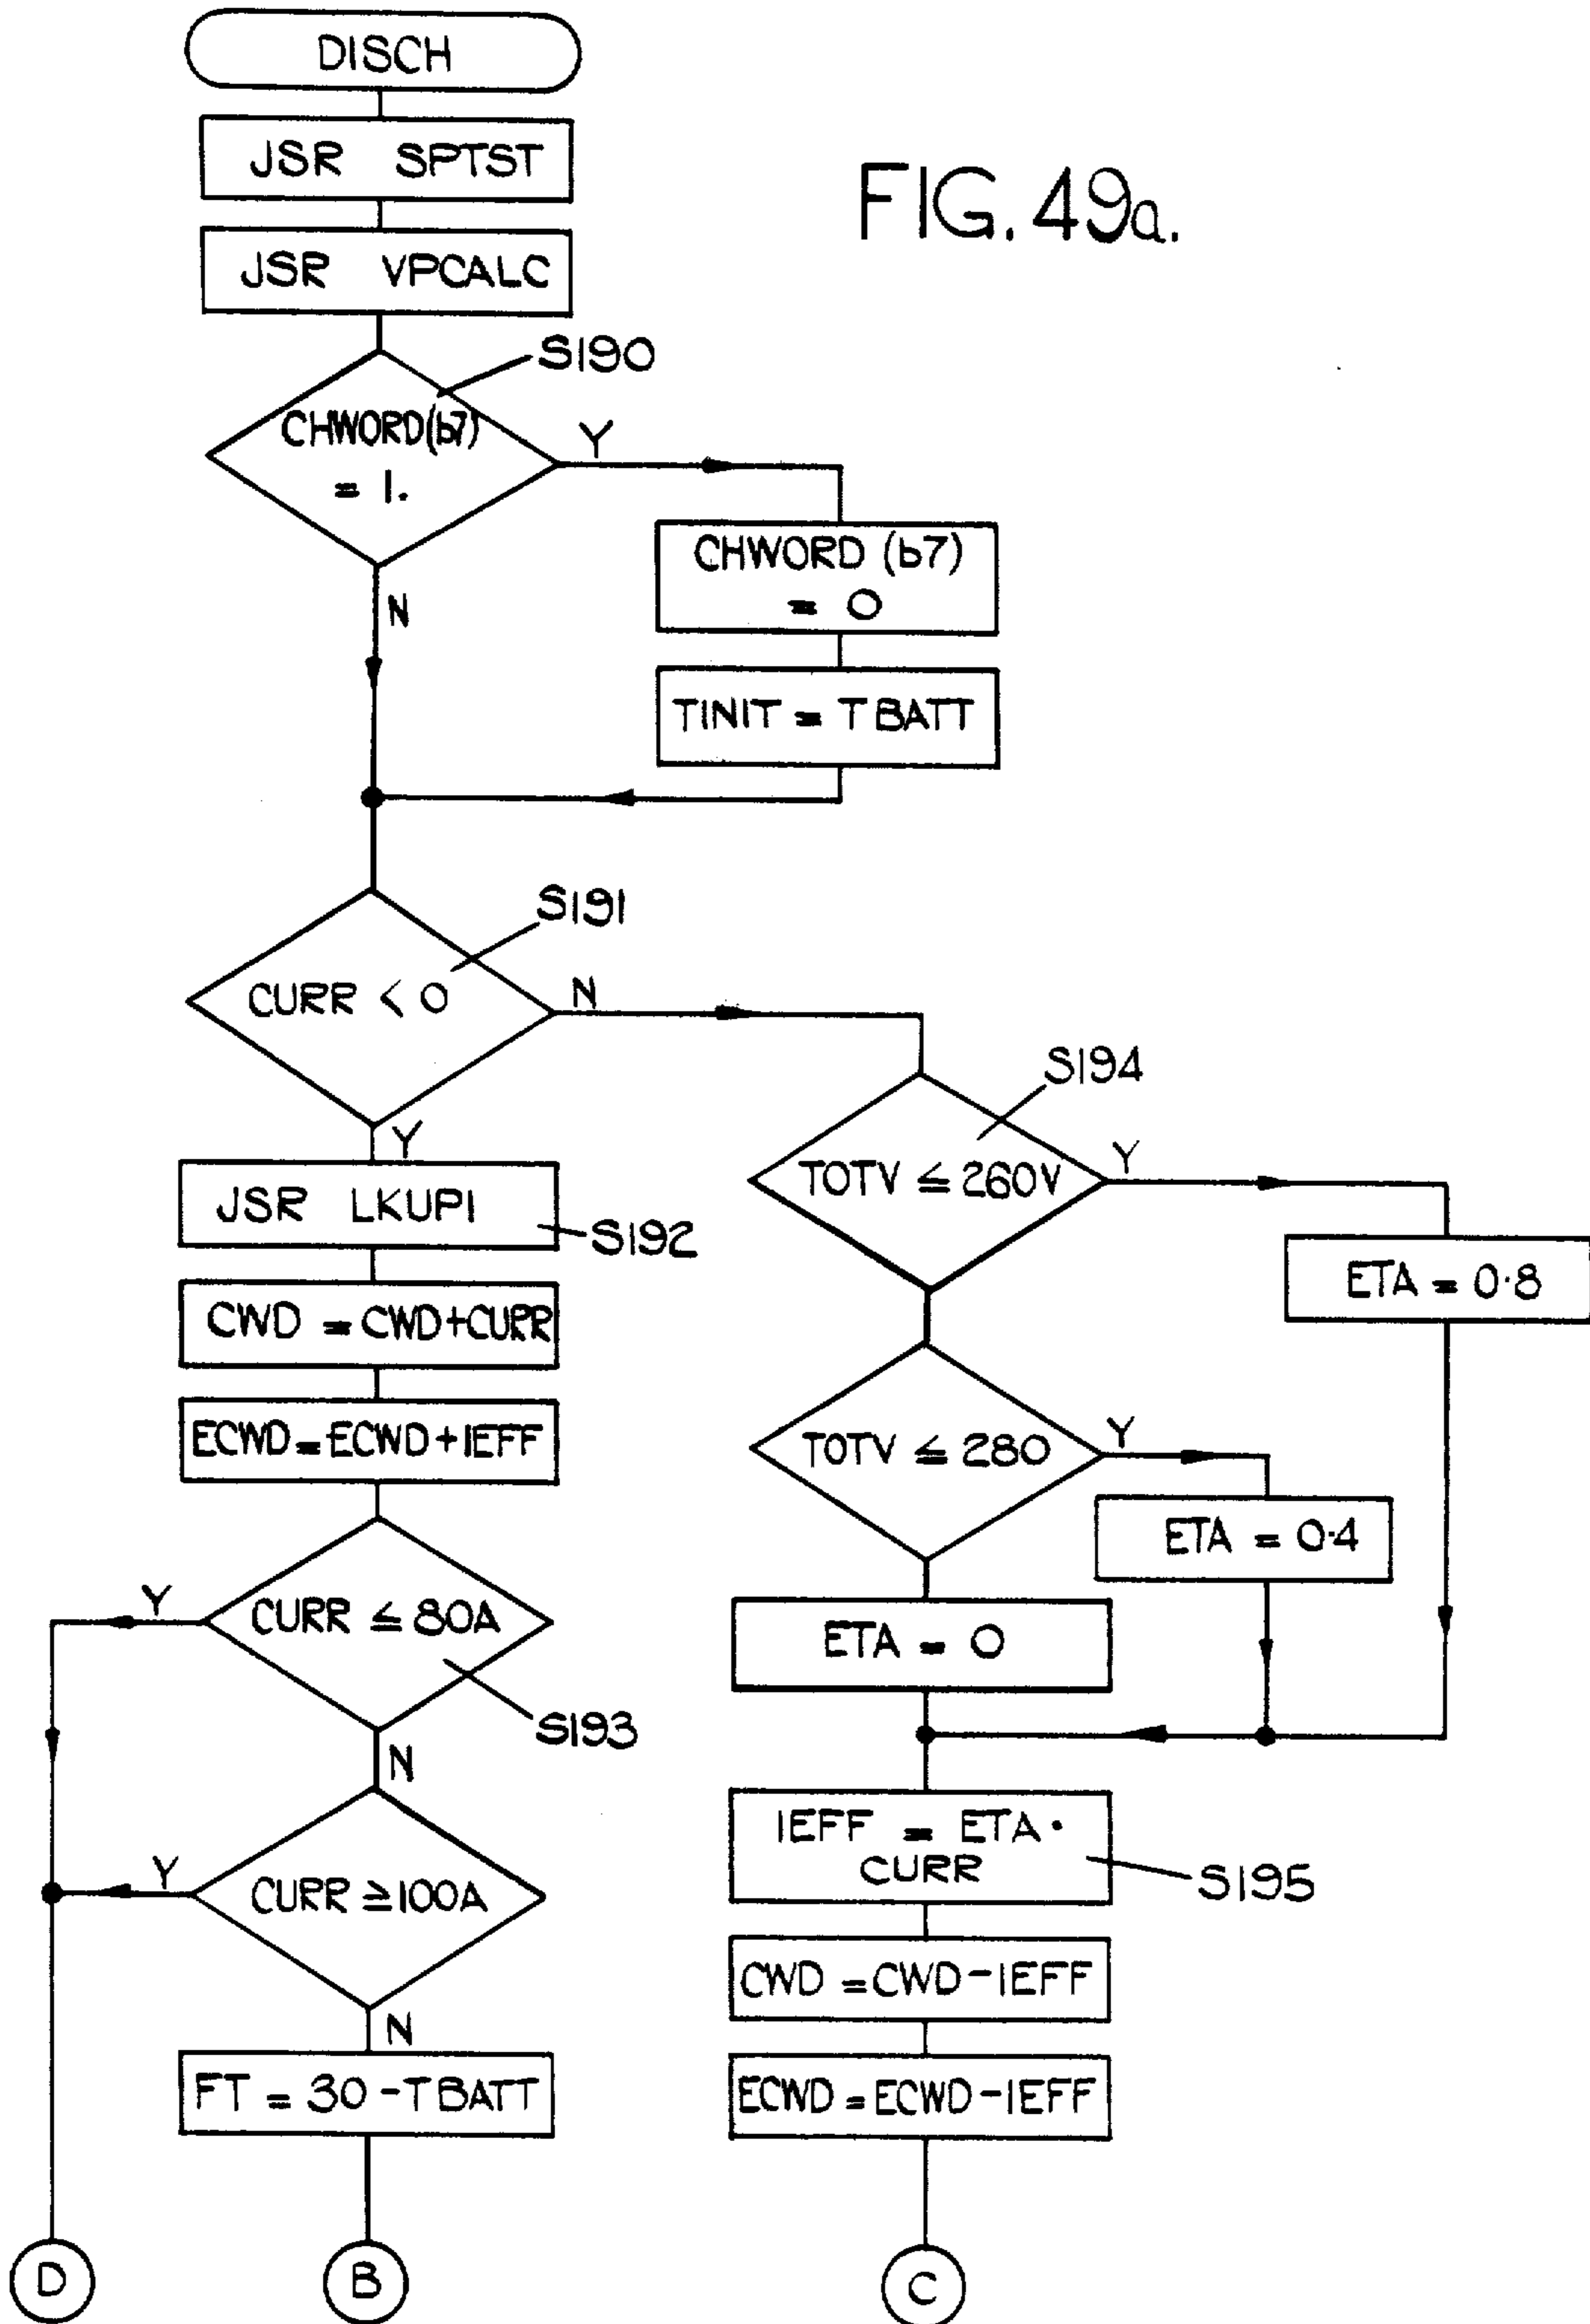 DISCH
JSR SPTST
FIG. 49a.
JSR VPCALC
S190
CHWORD(b7)
= 1.
Y
N
CHWORD (b7)
= 0
TINIT = TBATT
S191
CURR < 0
N
Y
JSR LKUP1
S192
CWD = CWD+CURR
ECWD = ECWD + IEFF
CURR ≦ 80A
Y
S193
N
CURR ≧ 100A
Y
N
FT = 30 - TBATT
D
B
S194
TOTV ≦ 260V
Y
ETA = 0·8
TOTV ≦ 280
Y
ETA = 0·4
ETA = 0
IEFF = ETA ·
CURR
S195
CWD = CWD - IEFF
ECWD = ECWD - IEFF
C